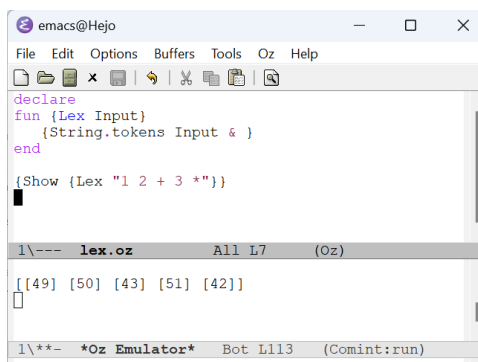 emacs@Hejo
File Edit Options Buffers Tools Oz Help
declare
fun {Lex Input}
   {String.tokens Input & }
end

{Show {Lex "1 2 + 3 *"}}
1\--- lex.oz All L7 (Oz)
[[49] [50] [43] [51] [42]]
1\**- *Oz Emulator* Bot L113 (Comint:run)